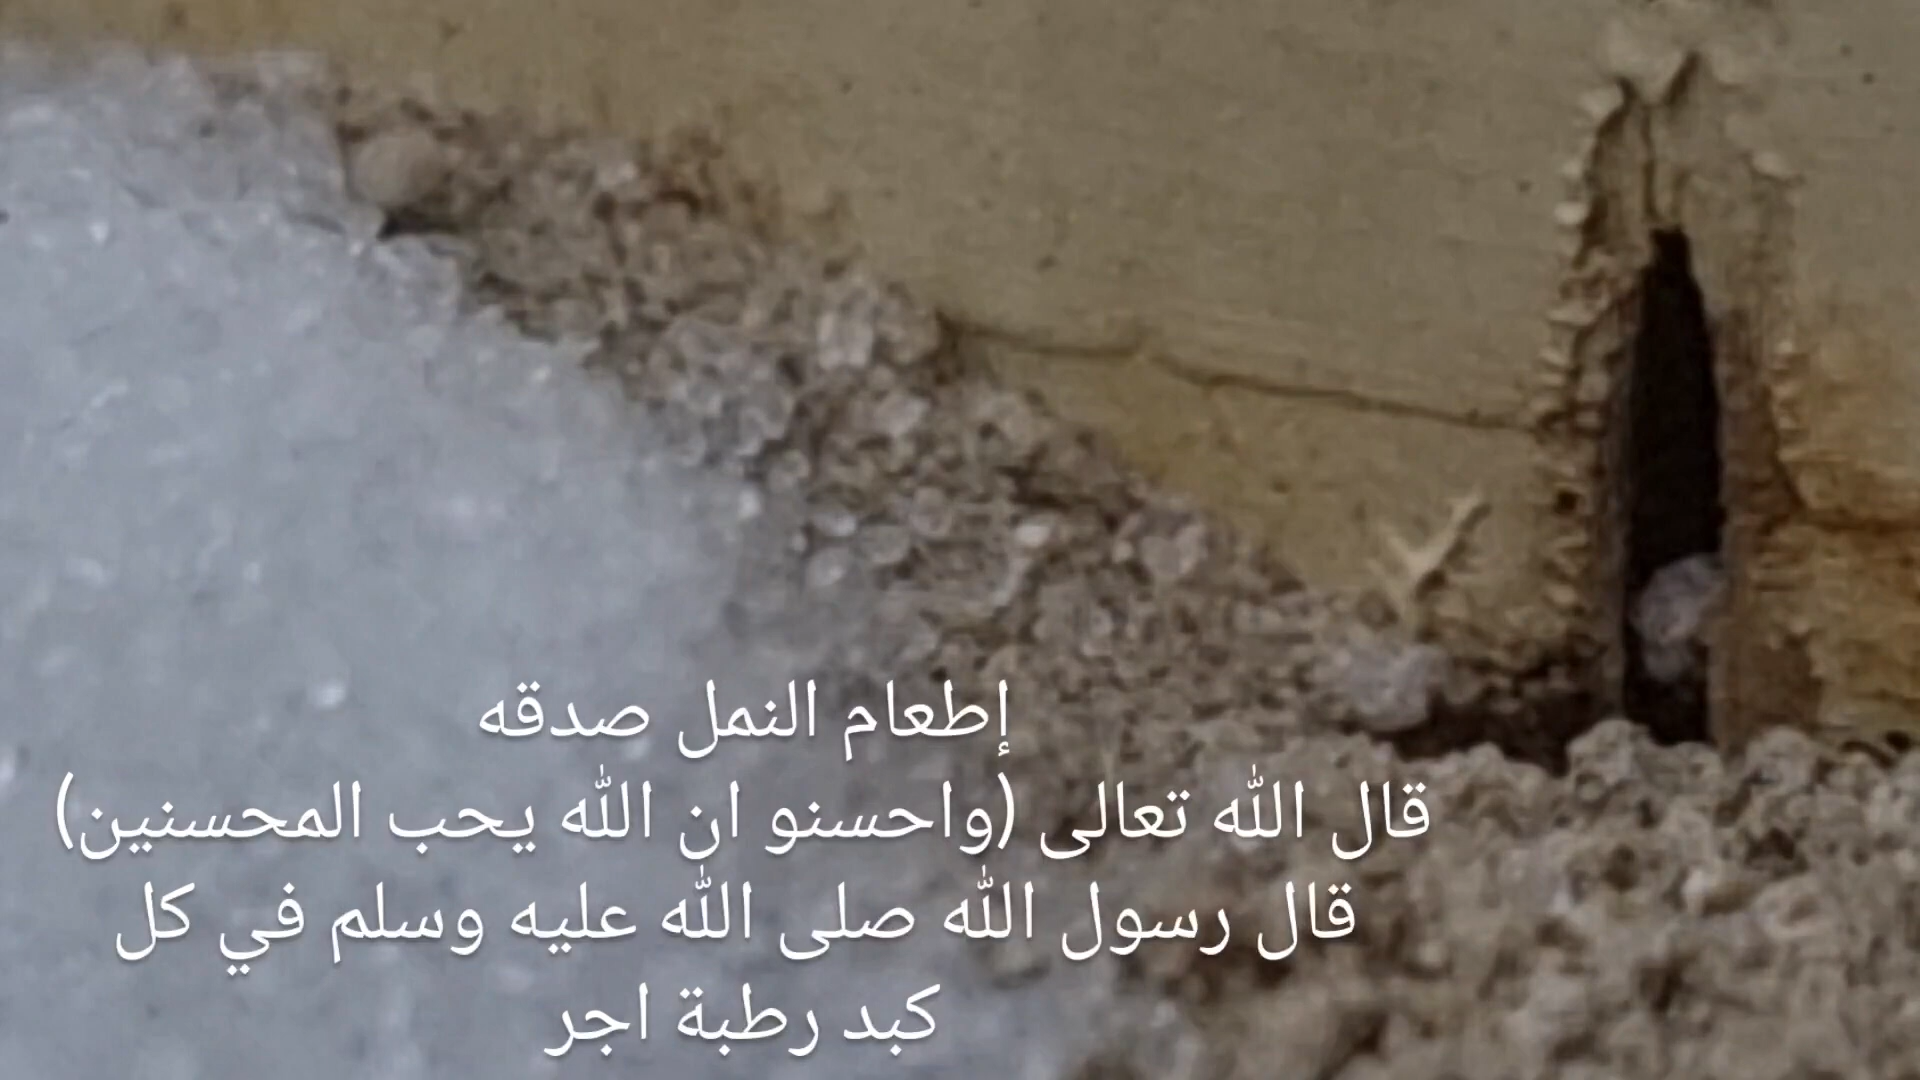 إطعام النمل صدقه
قال الله تعالى (واحسنو ان الله يحب المحسنين)
قال رسول الله صلى الله عليه وسلم في كل
كبد رطبة اجر